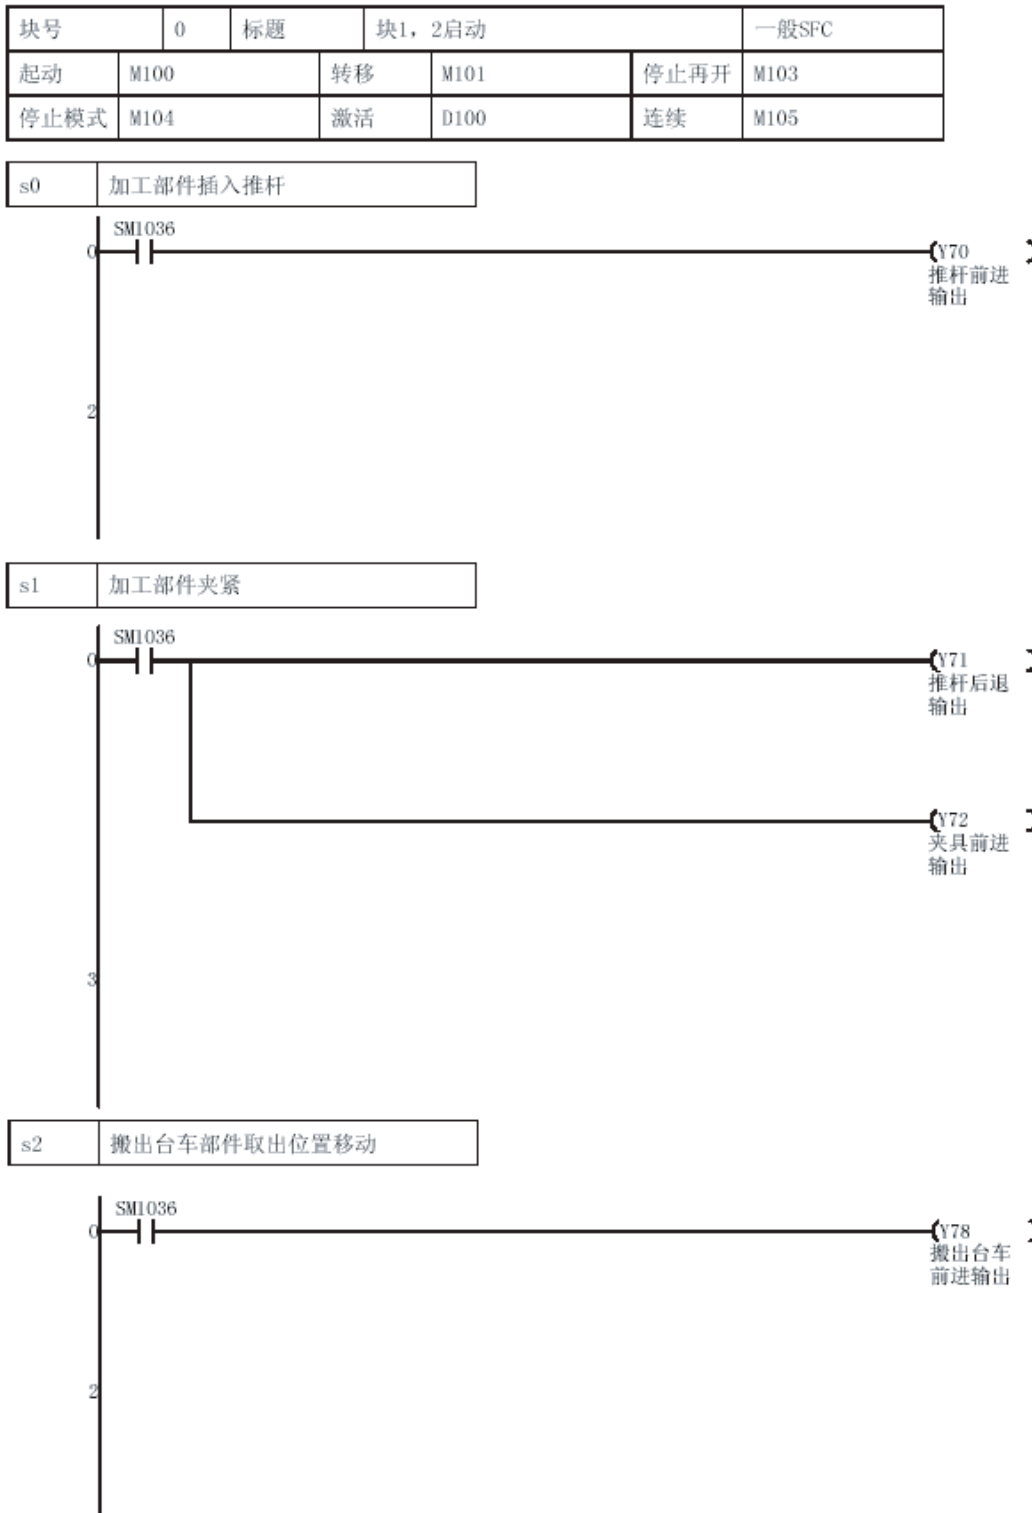 块号 0 标题 块1，2启动 一般SFC
起动 M100 转移 M101 停止再开 M103
停止模式 M104 激活 D100 连续 M105
s0 加工部件插入推杆
SM1036
0 Y70
推杆前进
输出
2
s1 加工部件夹紧
SM1036
0 Y71
推杆后退
输出
Y72
夹具前进
输出
3
s2 搬出台车部件取出位置移动
SM1036
0 Y78
搬出台车
前进输出
2